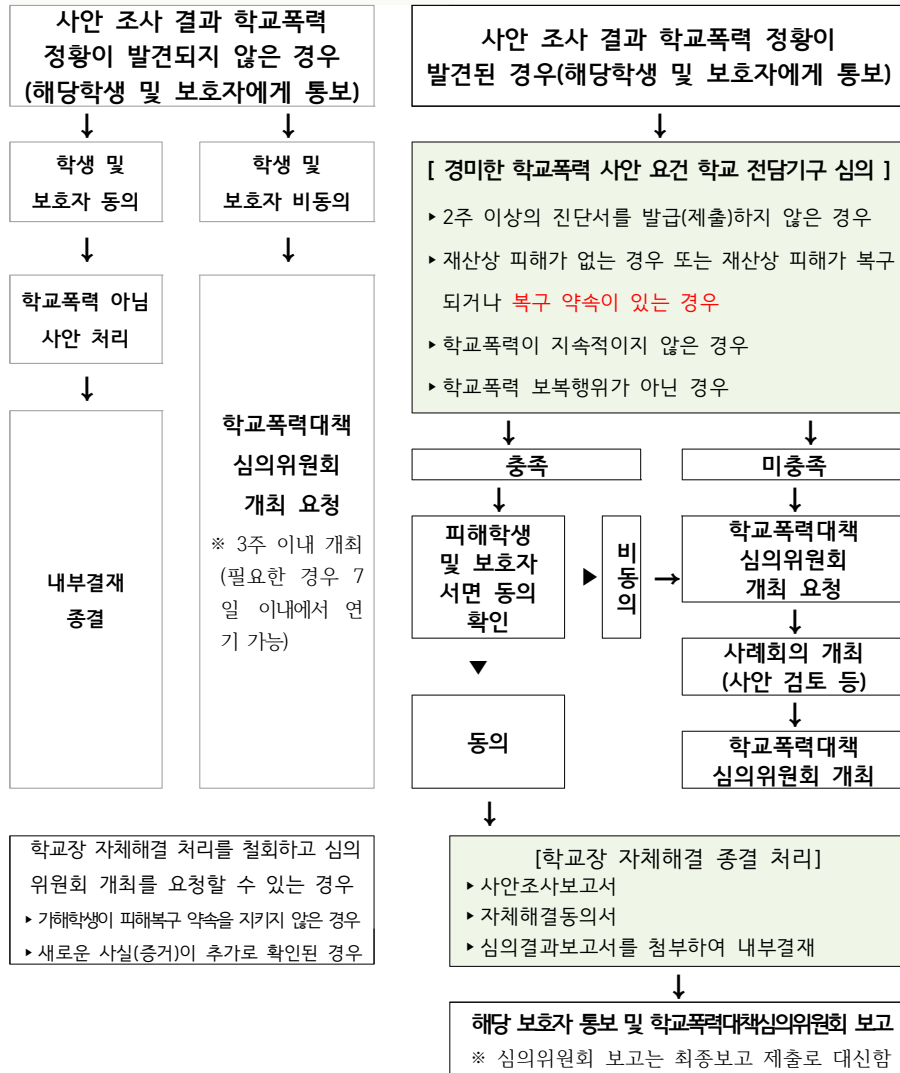 사안 조사 결과 학교폭력
정황이 발견되지 않은 경우
(해당학생 및 보호자에게 통보)
↓
학생 및
보호자 동의
↓
학교폭력 아님
사안 처리
↓
내부결재
종결
↓
학생 및
보호자 비동의
↓
학교폭력대책
심의위원회
개최 요청
※ 3주 이내 개최
(필요한 경우 7
일 이내에서 연
기 가능)
사안 조사 결과 학교폭력 정황이
발견된 경우(해당학생 및 보호자에게 통보)
↓
[ 경미한 학교폭력 사안 요건 학교 전담기구 심의 ]
▸2주 이상의 진단서를 발급(제출)하지 않은 경우
▸재산상 피해가 없는 경우 또는 재산상 피해가 복구
되거나 복구 약속이 있는 경우
▸학교폭력이 지속적이지 않은 경우
▸학교폭력 보복행위가 아닌 경우
↓
충족
↓
피해학생
및 보호자
서면 동의
확인
▶
비
동
의
→
▼
동의
↓
↓
미충족
↓
학교폭력대책
심의위원회
개최 요청
↓
사례회의 개최
(사안 검토 등)
↓
학교폭력대책
심의위원회 개최
학교장 자체해결 처리를 철회하고 심의
위원회 개최를 요청할 수 있는 경우
▸가해학생이 피해복구 약속을 지키지 않은 경우
▸새로운 사실(증거)이 추가로 확인된 경우
[학교장 자체해결 종결 처리]
▸사안조사보고서
▸자체해결동의서
▸심의결과보고서를 첨부하여 내부결재
↓
해당 보호자 통보 및 학교폭력대책심의위원회 보고
※ 심의위원회 보고는 최종보고 제출로 대신함